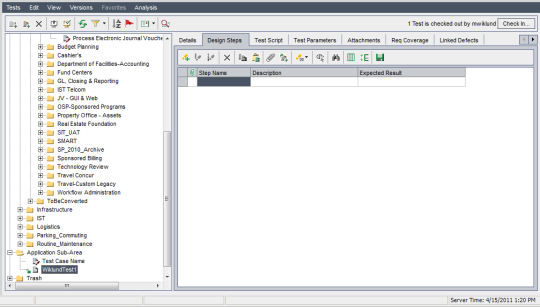 Tests Edit View Versions Favorites Analysis
1 Test is checked out by mwiklund Check In...
Process Electronic Journal Vouche
Budget Planning
Cashier's
Department of Facilities-Accounting
Fund Centers
GL, Closing & Reporting
IST Telcom
JV - GUI & Web
OSP-Sponsored Programs
Property Office - Assets
Real Estate Foundation
SIT_UAT
SMART
SP_2010_Archive
Sponsored Billing
Technology Review
Travel Concur
Travel-Custom Legacy
Workflow Administration
ToBeConverted
Infrastructure
IST
Logistics
Parking_Commuting
Routine_Maintenance
Application Sub-Area
Test Case Name
WiklundTest1
Trash
Details Design Steps Test Script Test Parameters Attachments Req Coverage Linked Defects
Step Name Description Expected Result
Server Time: 4/15/2011 1:20 PM